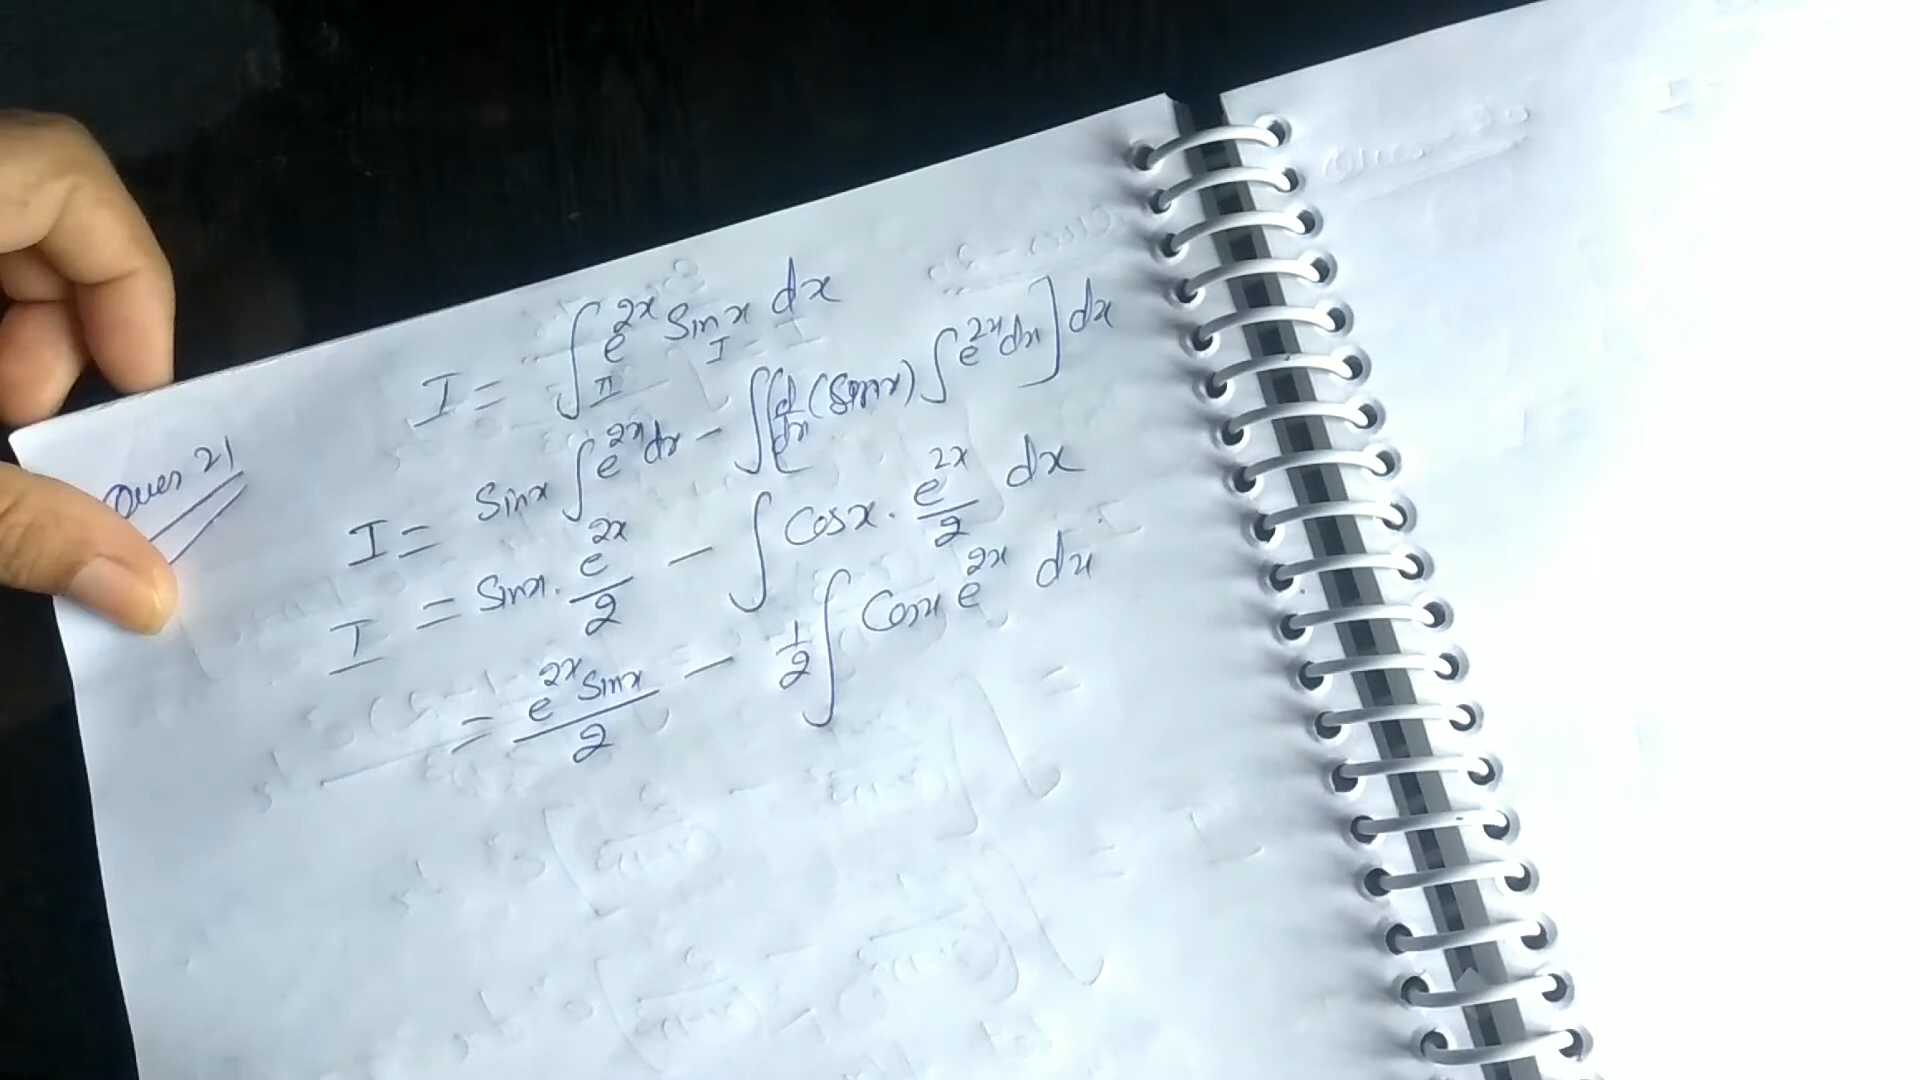 Ques 21
I = ∫ e^{2x} Sin x dx
II I
I = Sinx ∫ e^{2x} dx − ∫[d/dx (Sinx) ∫ e^{2x} dx] dx
I = Sinx. e^{2x}/2 − ∫ Cosx. e^{2x}/2 dx
= e^{2x} Sinx/2 − 1/2 ∫ Cosx e^{2x} dx